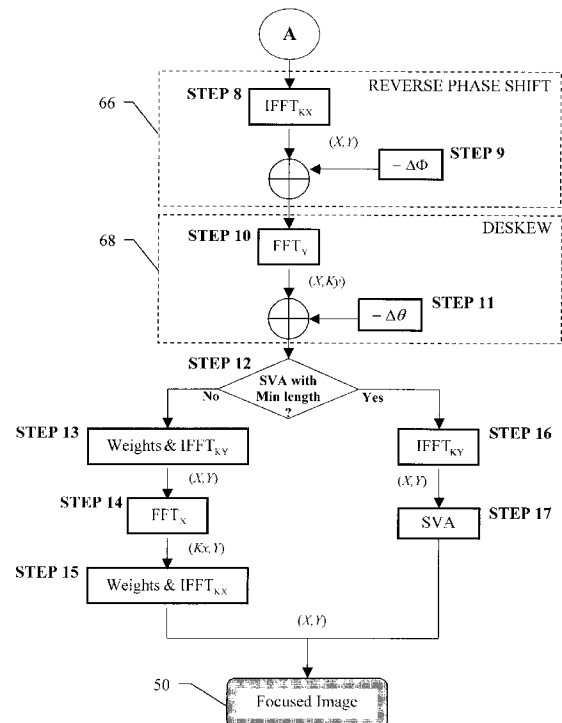 A
REVERSE PHASE SHIFT
66
STEP 8
IFFT_KX
(X,Y)
STEP 9
− ΔΦ
DESKEW
68
STEP 10
FFT_Y
(X,Ky)
STEP 11
− Δθ
STEP 12
SVA with
Min length
?
No
Yes
STEP 13
Weights & IFFT_KY
STEP 16
IFFT_KY
(X,Y)
(X,Y)
STEP 14
FFT_X
STEP 17
SVA
(Kx,Y)
STEP 15
Weights & IFFT_KX
(X,Y)
50
Focused Image